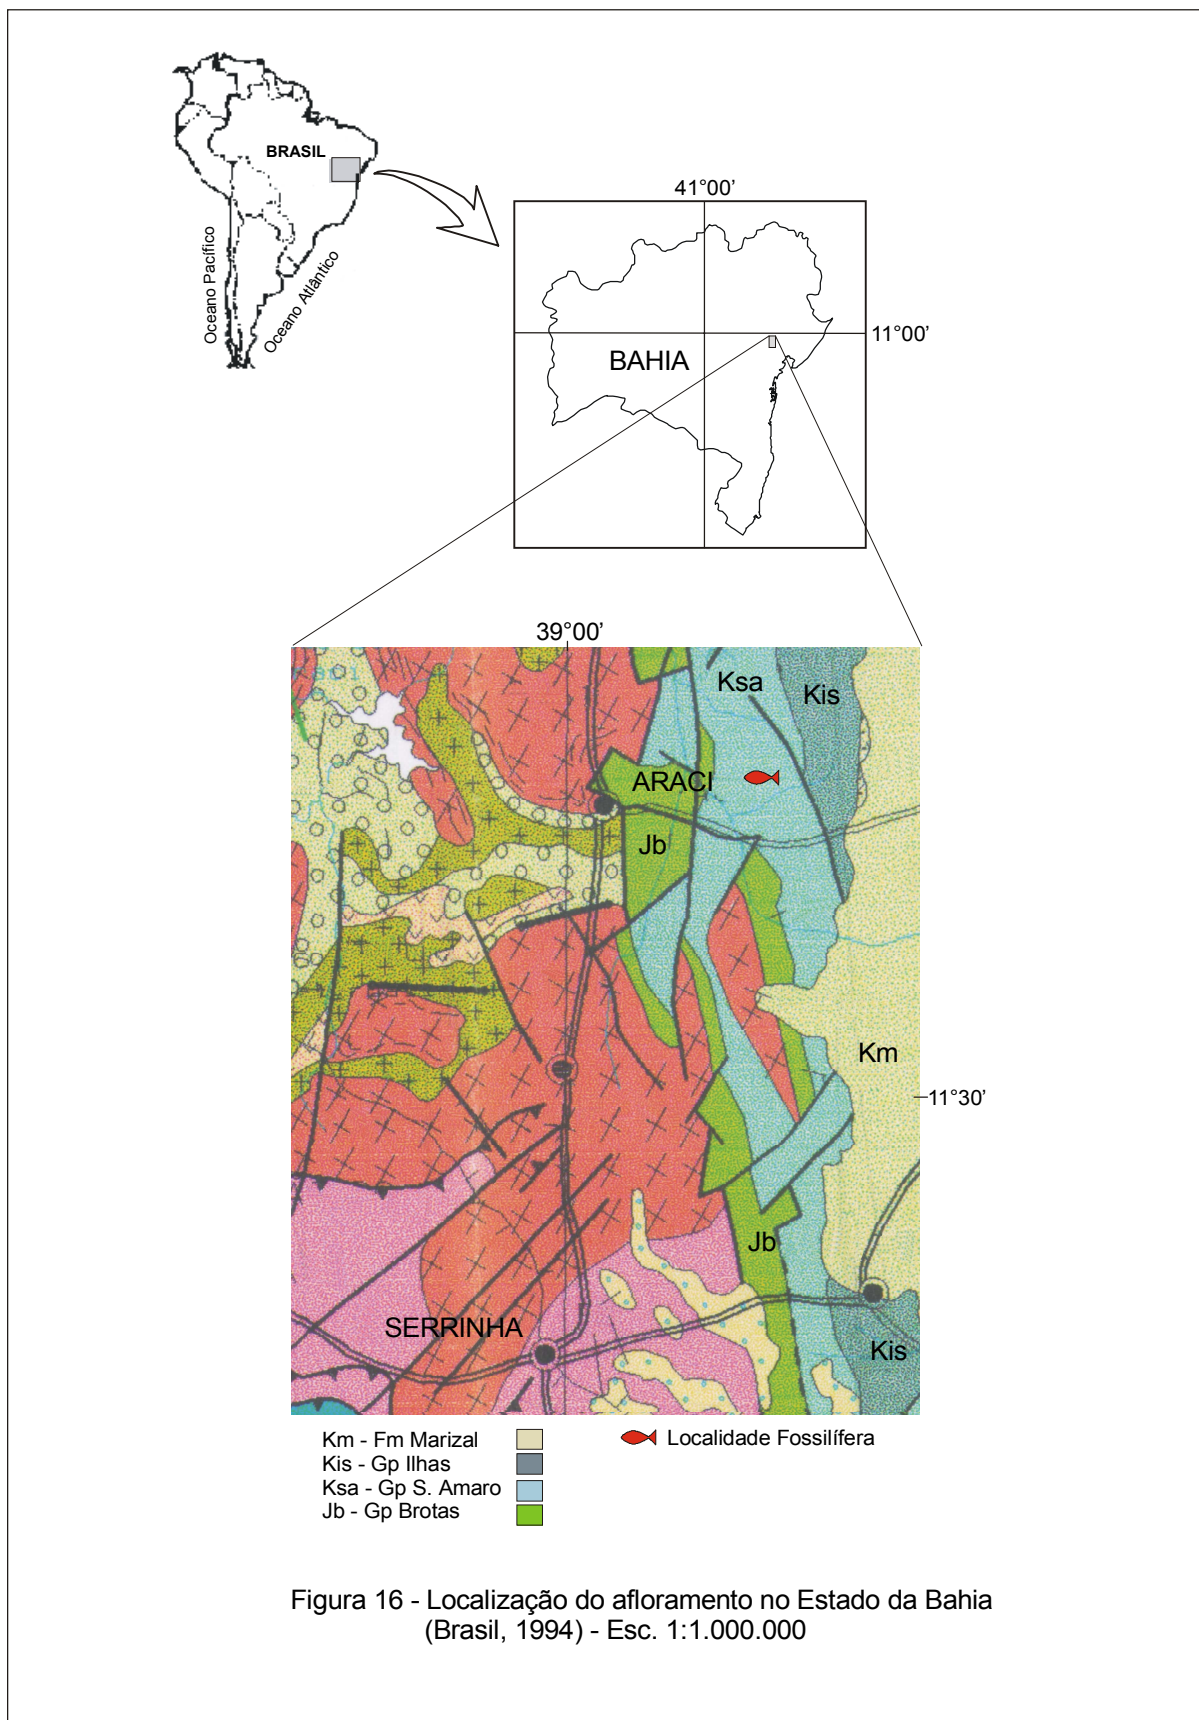 BRASIL
Oceano Pacífico
Oceano Atlântico
41°00'
11°00'
BAHIA
39°00'
Ksa
Kis
ARACI
Jb
Km
11°30'
Jb
SERRINHA
Kis
Km - Fm Marizal
Kis - Gp Ilhas
Ksa - Gp S. Amaro
Jb - Gp Brotas
Localidade Fossilífera
Figura 16 - Localização do afloramento no Estado da Bahia
(Brasil, 1994) - Esc. 1:1.000.000